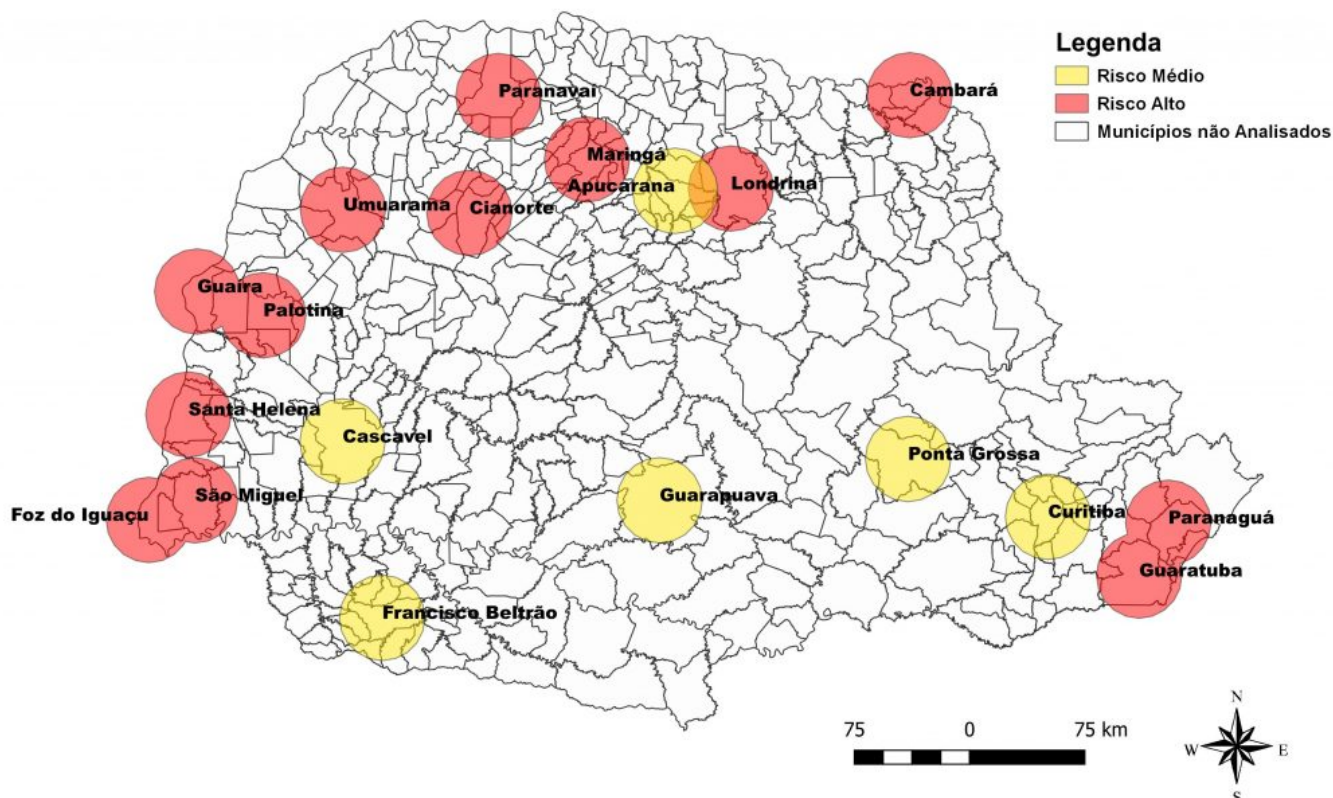 Legenda
Risco Médio
Risco Alto
Municípios não Analisados
Paranavaí
Cambará
Maringá
Apucarana
Londrina
Umuarama
Cianorte
Guaíra
Palotina
Santa Helena
Cascavel
Ponta Grossa
São Miguel
Guarapuava
Foz do Iguaçu
Curitiba
Paranaguá
Guaratuba
Francisco Beltrão
75 0 75 km
N
W E
S